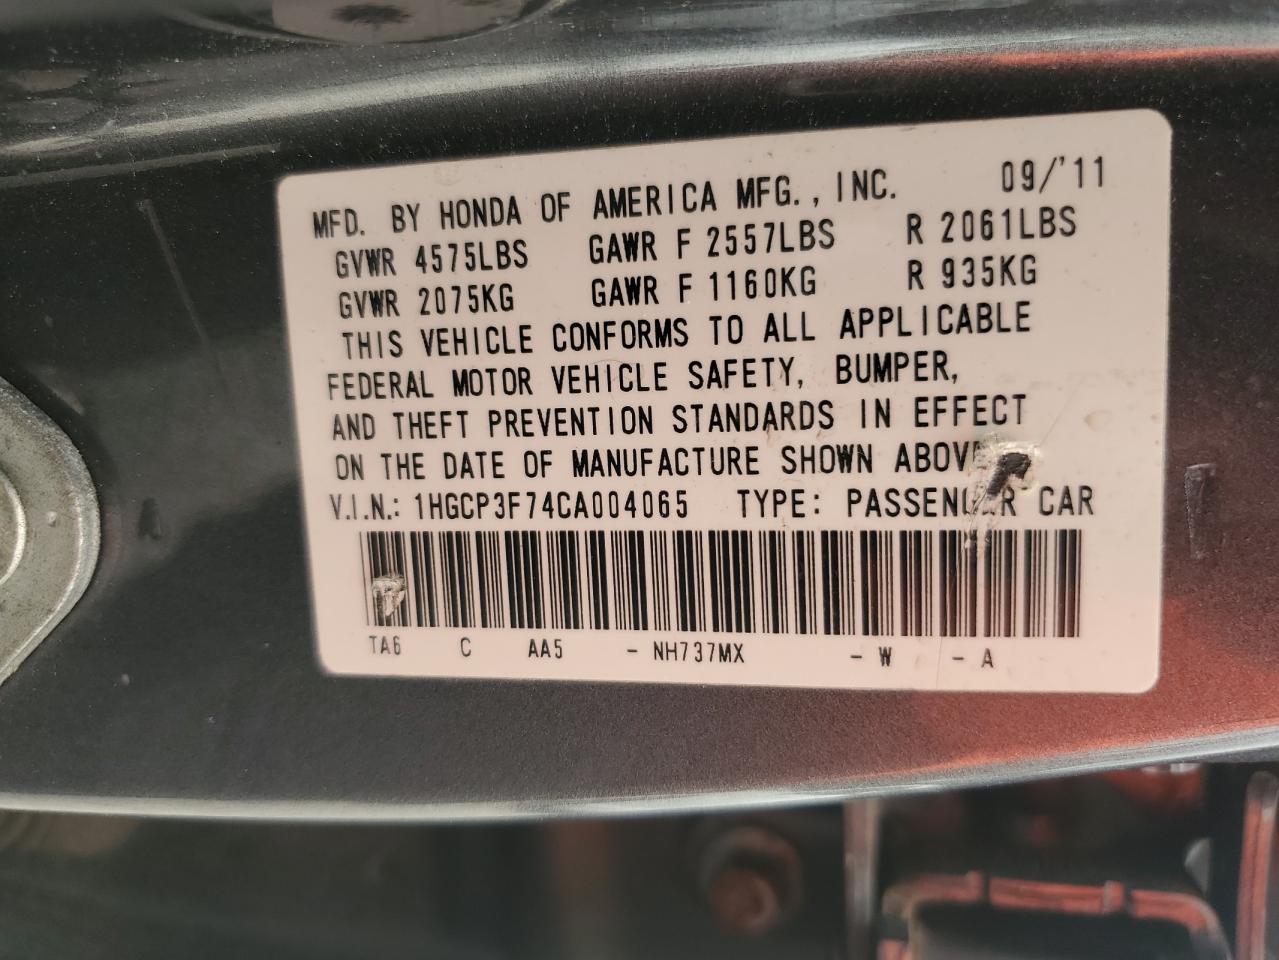 MFD. BY HONDA OF AMERICA MFG., INC. 09/'11
GVWR 4575LBS GAWR F 2557LBS R 2061LBS
GVWR 2075KG GAWR F 1160KG R 935KG
THIS VEHICLE CONFORMS TO ALL APPLICABLE
FEDERAL MOTOR VEHICLE SAFETY, BUMPER,
AND THEFT PREVENTION STANDARDS IN EFFECT
ON THE DATE OF MANUFACTURE SHOWN ABOVE
V.I.N.: 1HGCP3F74CA004065 TYPE: PASSENGER CAR
TA6 C AA5 - NH737MX - W - A